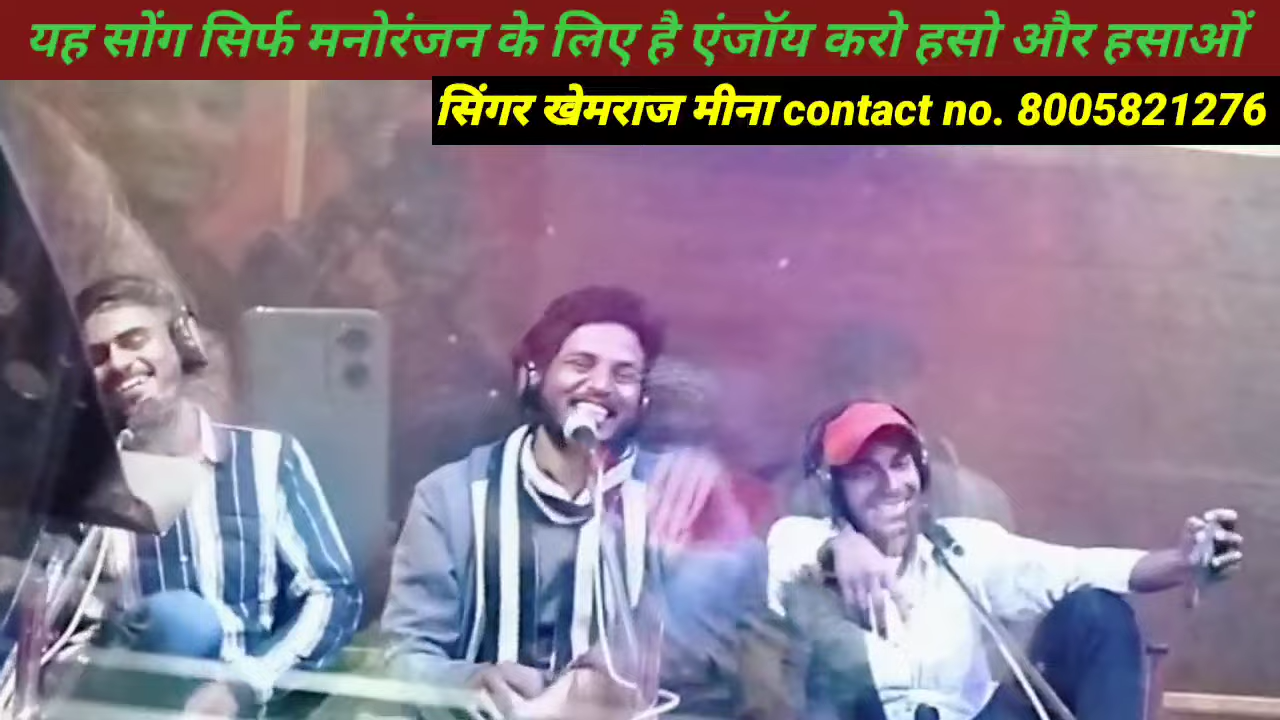 यह सोंग सिर्फ मनोरंजन के लिए है एंजॉय करो हसो और हसाओं
सिंगर खेमराज मीना contact no. 8005821276